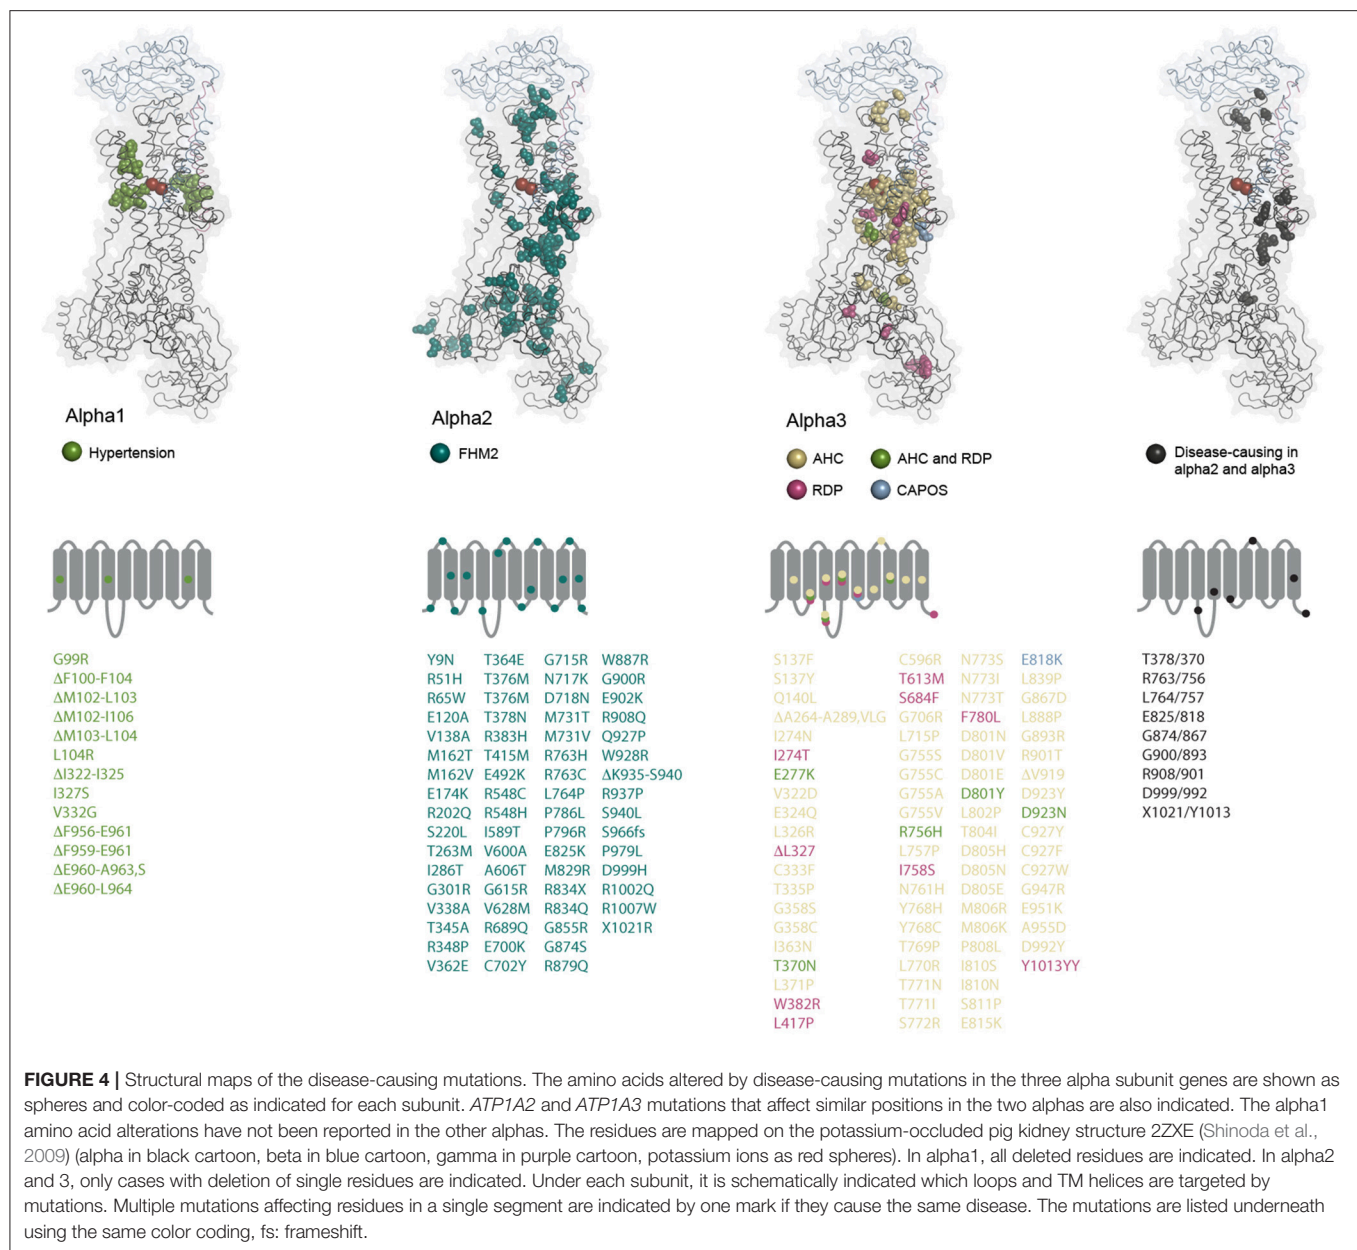 Alpha1
Hypertension
Alpha2
FHM2
Alpha3
AHC
AHC and RDP
RDP
CAPOS
Disease-causing in
alpha2 and alpha3
G99R
ΔF100-F104
ΔM102-L103
ΔM102-I106
ΔM103-L104
L104R
ΔI322-I325
I327S
V332G
ΔF956-E961
ΔF959-E961
ΔE960-A963,S
ΔE960-L964
Y9N T364E G715R W887R
R51H T376M N717K G900R
R65W T376M D718N E902K
E120A T378N M731T R908Q
V138A R383H M731V Q927P
M162T T415M R763H W928R
M162V E492K R763C ΔK935-S940
E174K R548C L764P R937P
R202Q R548H P786L S940L
S220L I589T P796R S966fs
T263M V600A E825K P979L
I286T A606T M829R D999H
G301R G615R R834X R1002Q
V338A V628M R834Q R1007W
T345A R689Q G855R X1021R
R348P E700K G874S
V362E C702Y R879Q
S137F C596R N773S E818K
S137Y T613M N773I L839P
Q140L S684F N773T G867D
ΔA264-A289,VLG G706R F780L L888P
I274N L715P D801N G893R
I274T G755S D801V R901T
E277K G755C D801E ΔV919
V322D G755A D801Y D923Y
E324Q G755V L802P D923N
L326R R756H T804I C927Y
ΔL327 L757P D805H C927F
C333F I758S D805N C927W
T335P N761H D805E G947R
G358S Y768H M806R E951K
G358C Y768C M806K A955D
I363N T769P P808L D992Y
T370N L770R I810S Y1013YY
L371P T771N I810N
W382R T771I S811P
L417P S772R E815K
T378/370
R763/756
L764/757
E825/818
G874/867
G900/893
R908/901
D999/992
X1021/Y1013
FIGURE 4 | Structural maps of the disease-causing mutations. The amino acids altered by disease-causing mutations in the three alpha subunit genes are shown as
spheres and color-coded as indicated for each subunit. ATP1A2 and ATP1A3 mutations that affect similar positions in the two alphas are also indicated. The alpha1
amino acid alterations have not been reported in the other alphas. The residues are mapped on the potassium-occluded pig kidney structure 2ZXE (Shinoda et al.,
2009) (alpha in black cartoon, beta in blue cartoon, gamma in purple cartoon, potassium ions as red spheres). In alpha1, all deleted residues are indicated. In alpha2
and 3, only cases with deletion of single residues are indicated. Under each subunit, it is schematically indicated which loops and TM helices are targeted by
mutations. Multiple mutations affecting residues in a single segment are indicated by one mark if they cause the same disease. The mutations are listed underneath
using the same color coding, fs: frameshift.